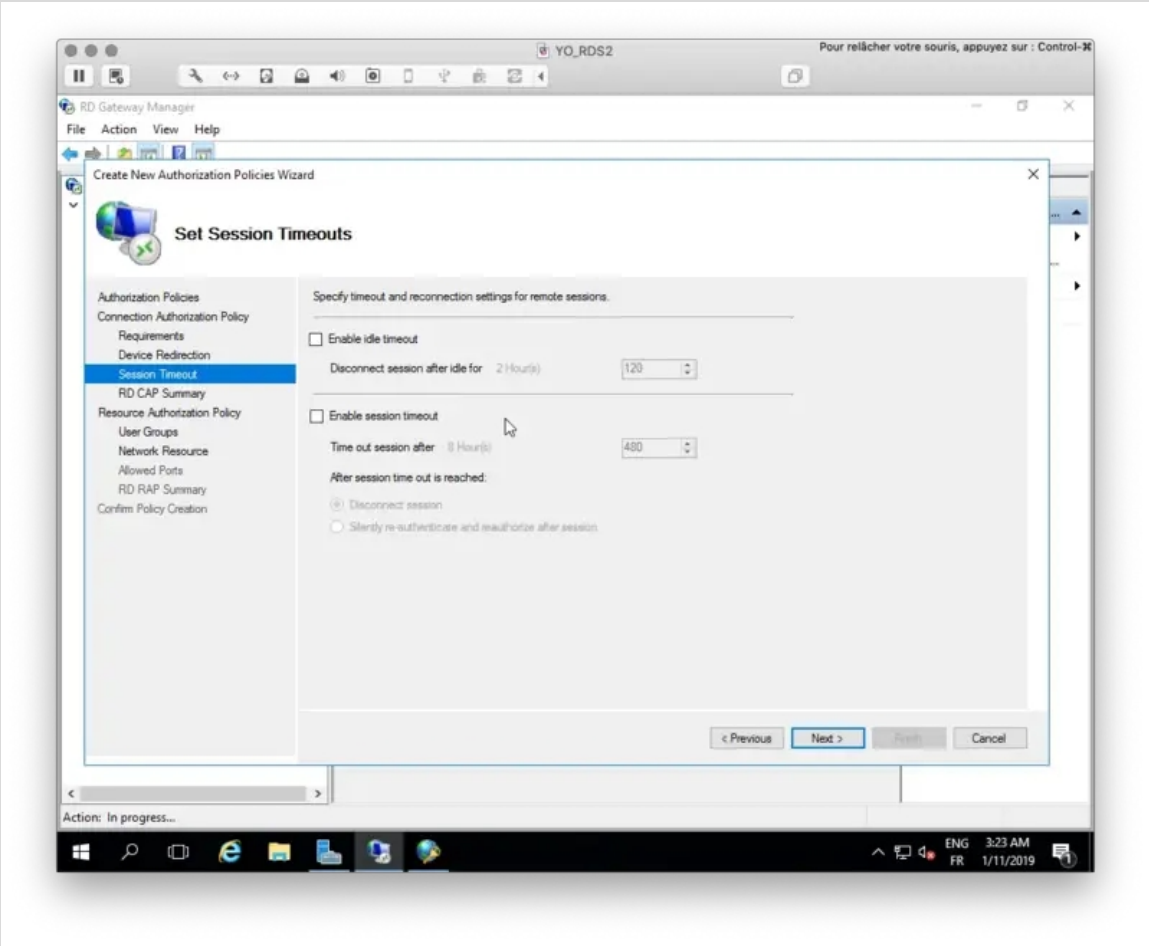 YO_RDS2
Pour relâcher votre souris, appuyez sur : Control-⌘
RD Gateway Manager
File Action View Help
Create New Authorization Policies Wizard
Set Session Timeouts
Authorization Policies
Connection Authorization Policy
Requirements
Device Redirection
Session Timeout
RD CAP Summary
Resource Authorization Policy
User Groups
Network Resource
Allowed Ports
RD RAP Summary
Confirm Policy Creation
Specify timeout and reconnection settings for remote sessions.
Enable idle timeout
Disconnect session after idle for 2 Hour(s) 120
Enable session timeout
Time out session after 8 Hour(s) 480
After session time out is reached:
Disconnect session
Silently re-authenticate and reauthorize after session
< Previous Next > Finish Cancel
Action: In progress...
ENG 3:23 AM
FR 1/11/2019
1